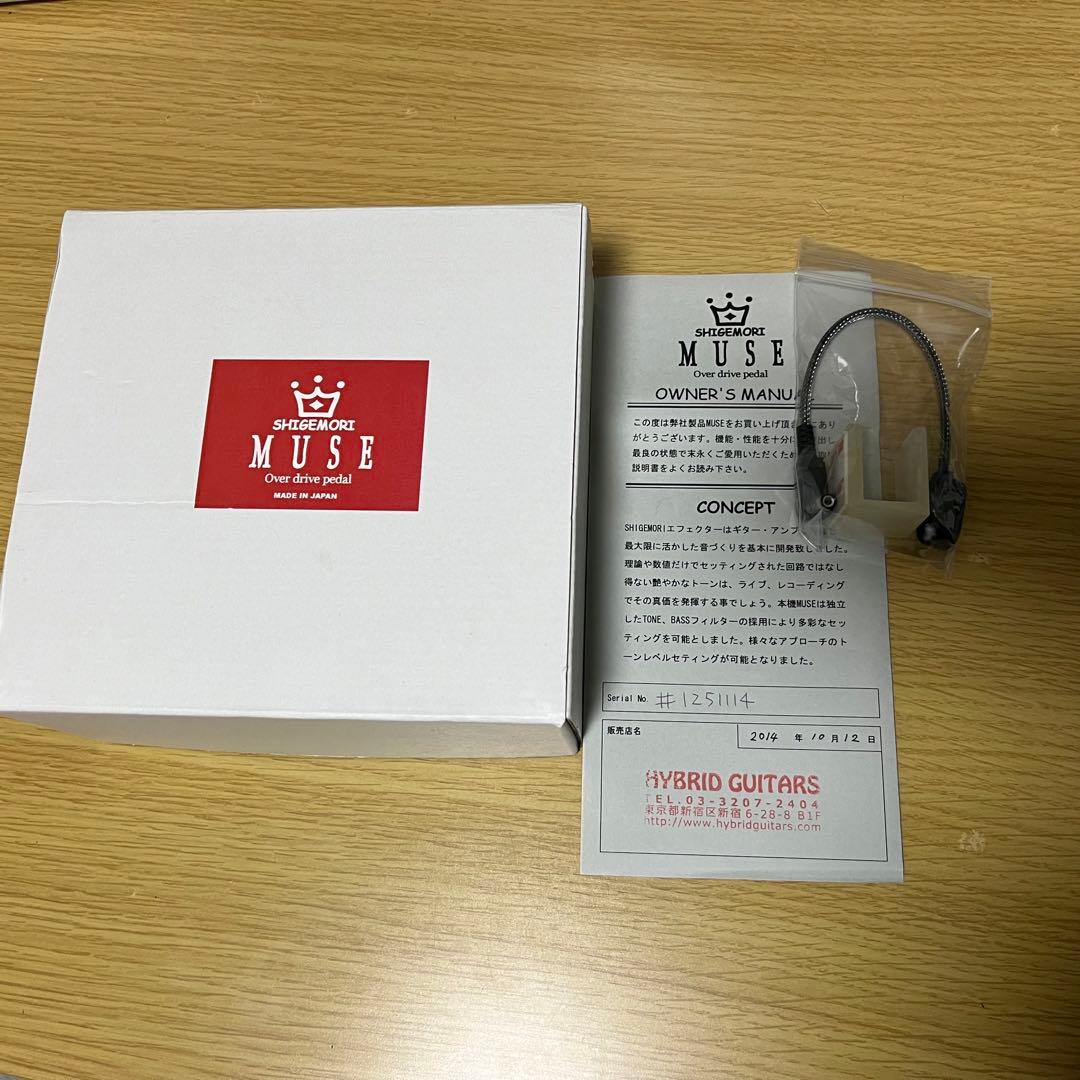 SHIGEMORI
MUSE
Over drive pedal
MADE IN JAPAN
SHIGEMORI
MUSE
Over drive pedal
OWNER'S MANUAL
この度は弊社製品MUSEをお買い上げ頂き にあり
がとうございます。機能・性能を十分に 出し
最良の状態で末永くご愛用いただくため 取
説明書をよくお読み下さい。
CONCEPT
SHIGEMORIエフェクターはギター・アンプ
最大限に活かした音づくりを基本に開発致しました。
理論や数値だけでセッティングされた回路ではなし
得ない艶やかなトーンは、ライブ、レコーディング
でその真価を発揮する事でしょう。本機MUSEは独立
したTONE、BASSフィルターの採用により多彩なセッ
ティングを可能としました。様々なアプローチのト
ーンレベルセティングが可能となりました。
Serial No. #1251114
販売店名
2014 年 10 月 12 日
HYBRID GUITARS
TEL.03-3207-2404
東京都新宿区新宿 6-28-8 B1F
http://www.hybridguitars.com